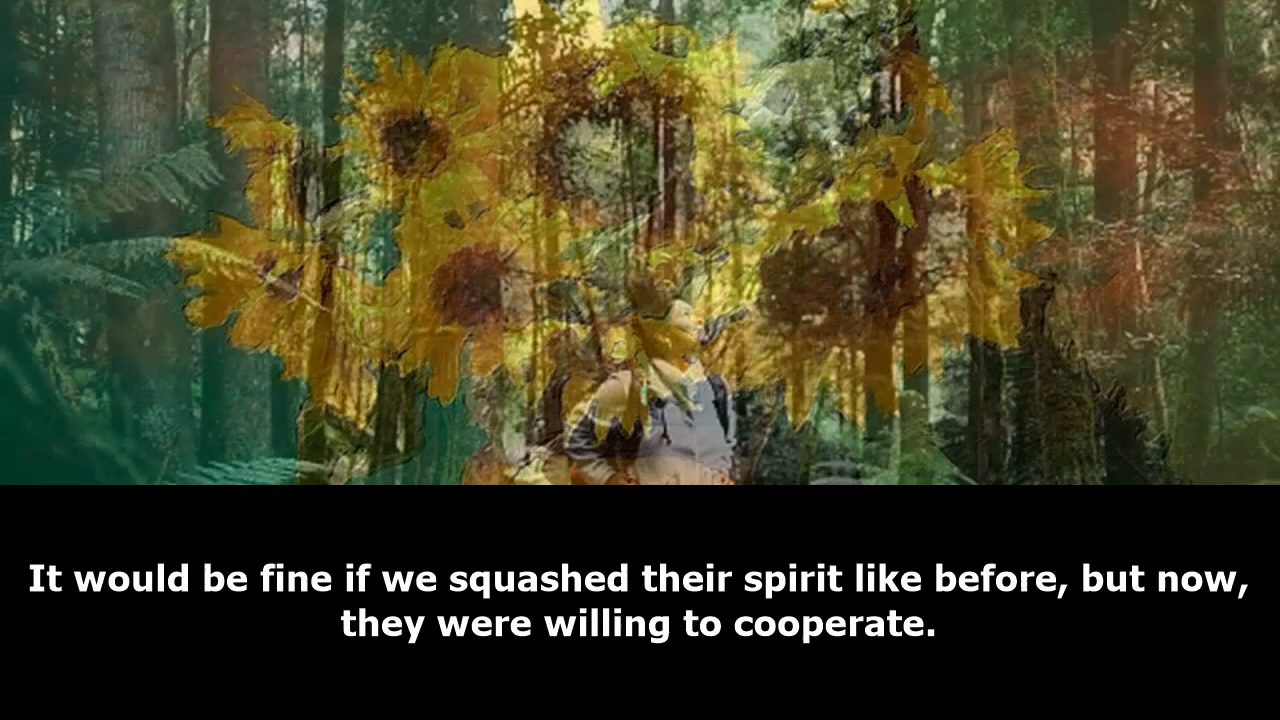 It would be fine if we squashed their spirit like before, but now,
they were willing to cooperate.